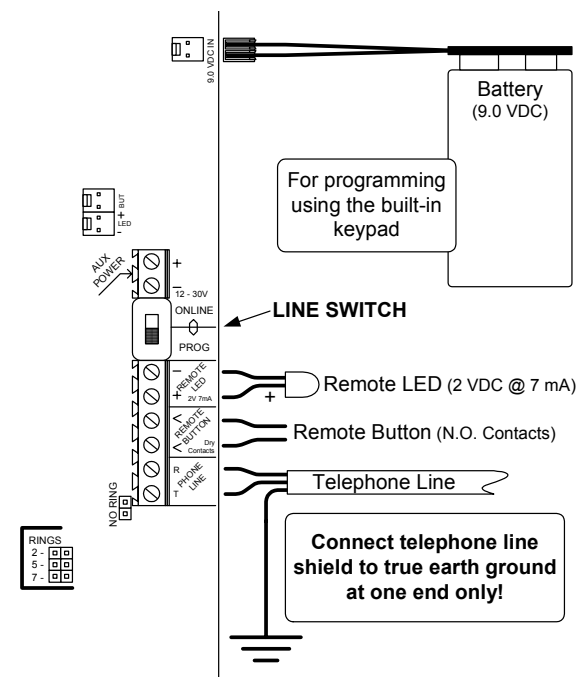 9.0 VDC IN
Battery
(9.0 VDC)
For programming
using the built-in
keypad
BUT
+
LED
-
AUX
POWER
+
–
12 - 30V
ONLINE
PROG
LINE SWITCH
–
+
REMOTE
LED
2V 7mA
+
Remote LED (2 VDC @ 7 mA)
REMOTE
BUTTON
Dry
Contacts
Remote Button (N.O. Contacts)
R
T
PHONE
LINE
Telephone Line
NO RING
RINGS
2 -
5 -
7 -
Connect telephone line
shield to true earth ground
at one end only!